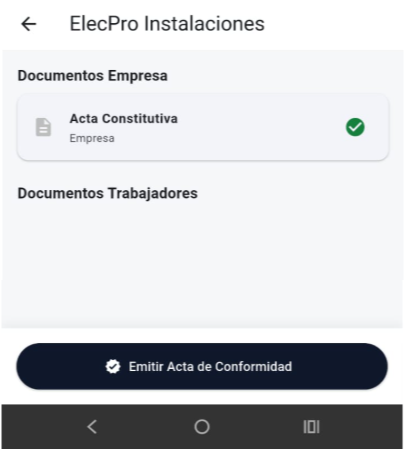 ElecPro Instalaciones
Documentos Empresa
Acta Constitutiva
Empresa
Documentos Trabajadores
Emitir Acta de Conformidad